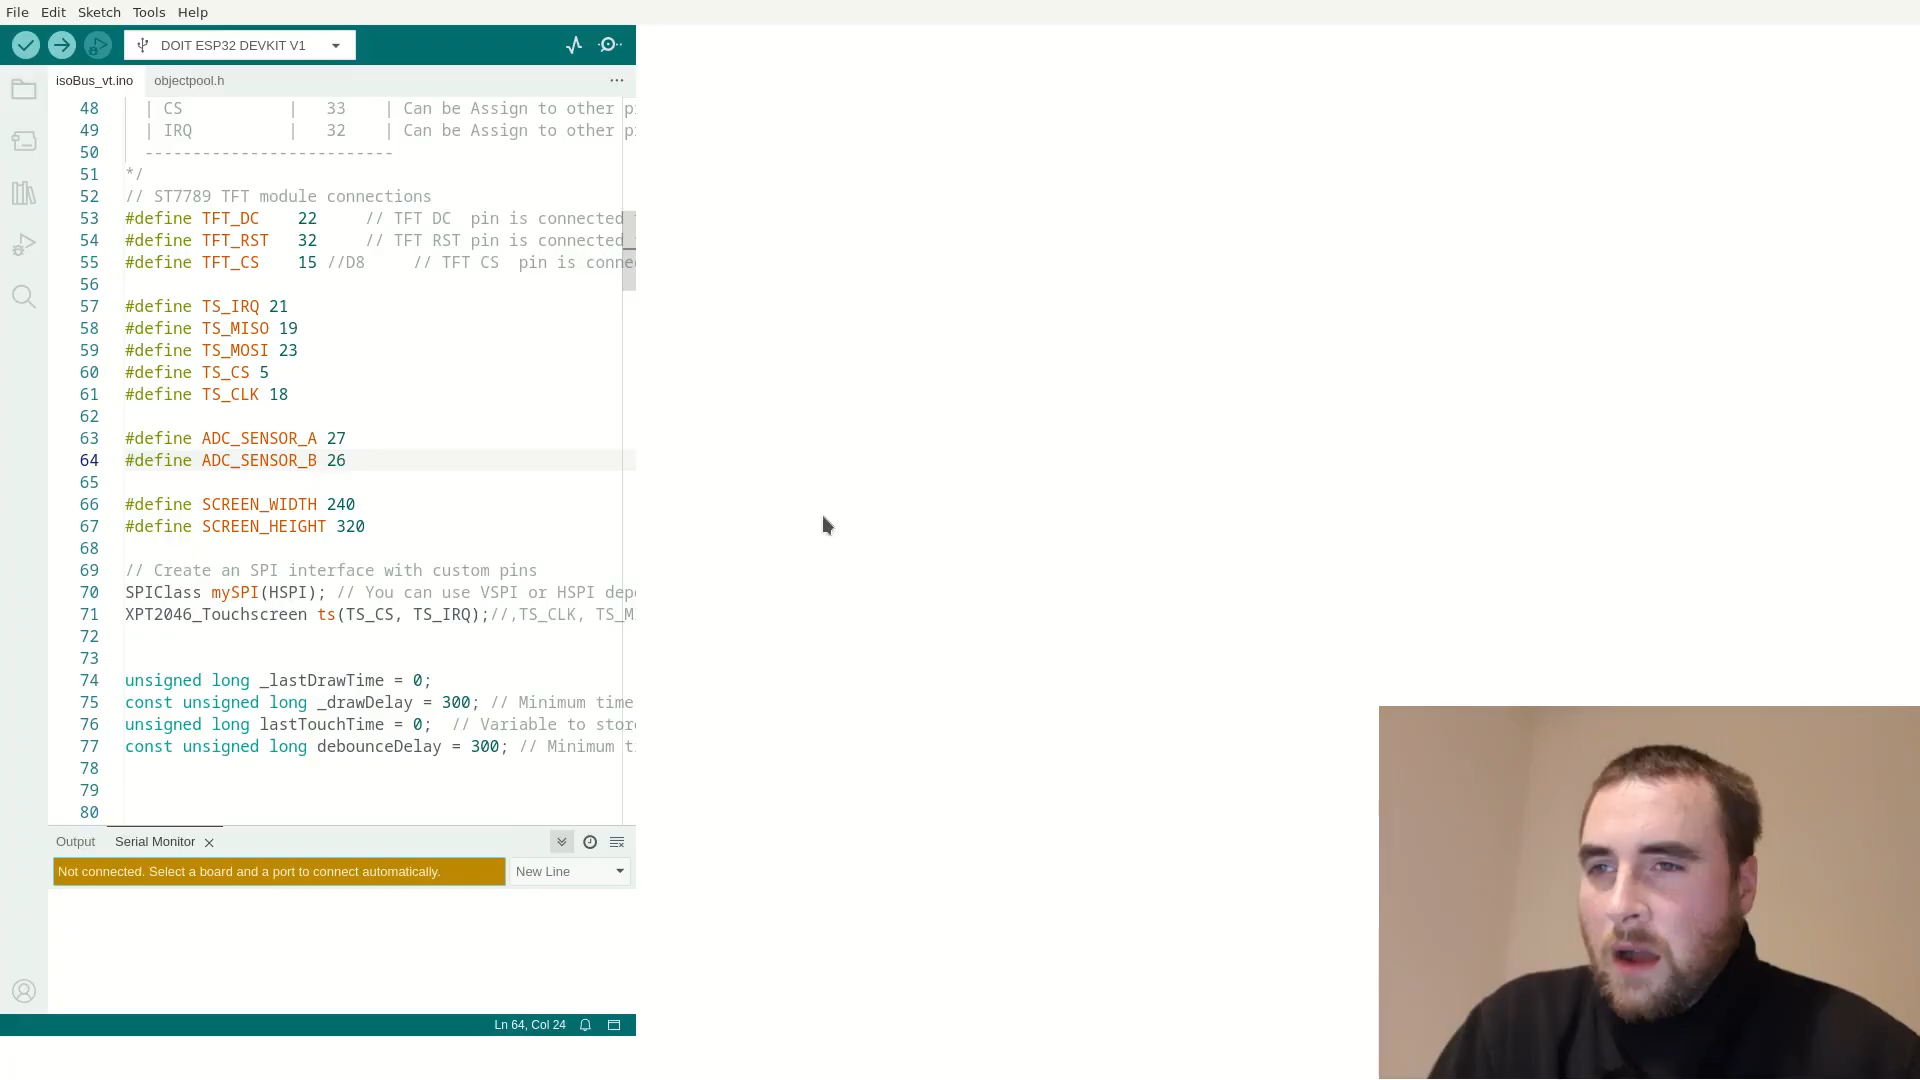 File Edit Sketch Tools Help
DOIT ESP32 DEVKIT V1
isoBus_vt.ino objectpool.h
48 | CS | 33 | Can be Assign to other p
49 | IRQ | 32 | Can be Assign to other p
50 --------------------------
51 */
52 // ST7789 TFT module connections
53 #define TFT_DC 22 // TFT DC pin is connected
54 #define TFT_RST 32 // TFT RST pin is connected
55 #define TFT_CS 15 //D8 // TFT CS pin is conne
56
57 #define TS_IRQ 21
58 #define TS_MISO 19
59 #define TS_MOSI 23
60 #define TS_CS 5
61 #define TS_CLK 18
62
63 #define ADC_SENSOR_A 27
64 #define ADC_SENSOR_B 26
65
66 #define SCREEN_WIDTH 240
67 #define SCREEN_HEIGHT 320
68
69 // Create an SPI interface with custom pins
70 SPIClass mySPI(HSPI); // You can use VSPI or HSPI dep
71 XPT2046_Touchscreen ts(TS_CS, TS_IRQ);//,TS_CLK, TS_M
72
73
74 unsigned long _lastDrawTime = 0;
75 const unsigned long _drawDelay = 300; // Minimum time
76 unsigned long lastTouchTime = 0; // Variable to stor
77 const unsigned long debounceDelay = 300; // Minimum t
78
79
80
Output Serial Monitor
Not connected. Select a board and a port to connect automatically. New Line
Ln 64, Col 24